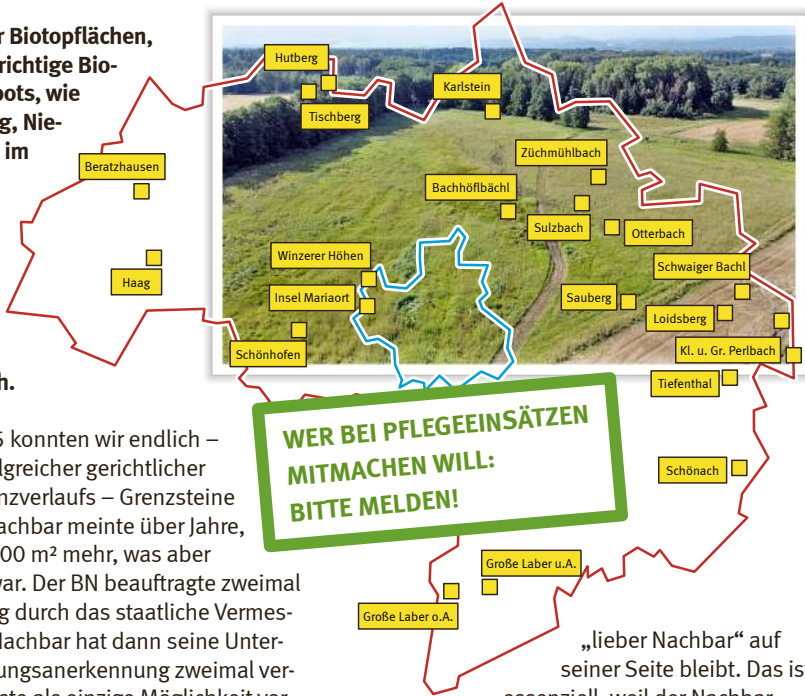 r Biotopflächen,
richtige Bio-
oots, wie
g, Nie-
im
h.
5 konnten wir endlich –
lgreicher gerichtlicher
nzverlaufs – Grenzsteine
achbar meinte über Jahre,
00 m² mehr, was aber
war. Der BN beauftragte zweimal
g durch das staatliche Vermes-
Nachbar hat dann seine Unter-
ungsanerkennung zweimal ver-
Hutberg
Tischberg
Karlstein
Beratzhausen
Haag
Züchmühlbach
Bachhöflbächl
Sulzbach
Otterbach
Winzerer Höhen
Insel Mariaort
Schönhofen
Schwaiger Bachl
Sauberg
Loidsberg
Kl. u. Gr. Perlbach
Tiefenthal
Schönach
WER BEI PFLEGEEINSÄTZEN
MITMACHEN WILL:
BITTE MELDEN!
Große Laber u.A.
Große Laber o.A.
„lieber Nachbar“ auf
seiner Seite bleibt. Das ist